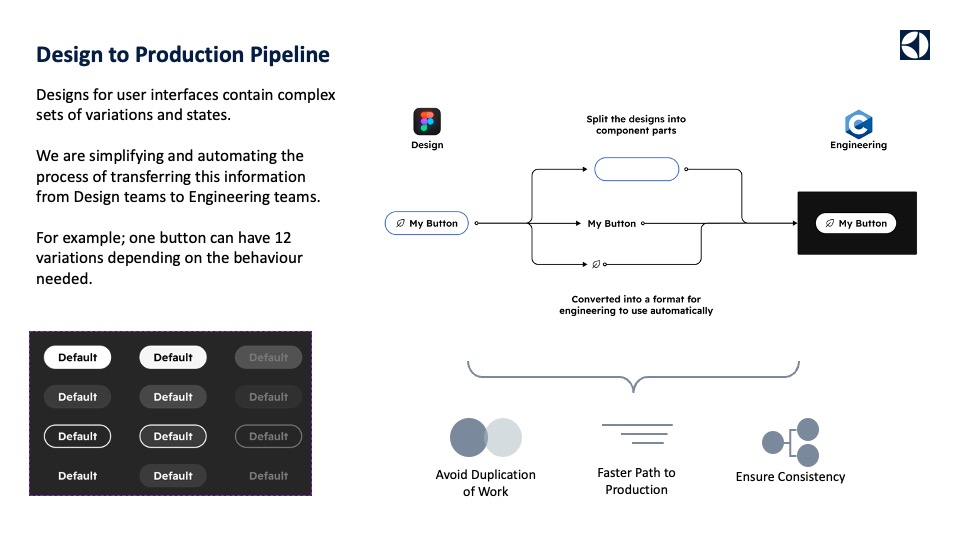 Design to Production Pipeline
Designs for user interfaces contain complex
sets of variations and states.
We are simplifying and automating the
process of transferring this information
from Design teams to Engineering teams.
For example; one button can have 12
variations depending on the behaviour
needed.
Default Default Default
Default Default Default
Default Default Default
Default Default Default
Design
Split the designs into
component parts
Engineering
My Button
My Button
My Button
Converted into a format for
engineering to use automatically
Avoid Duplication
of Work
Faster Path to
Production
Ensure Consistency